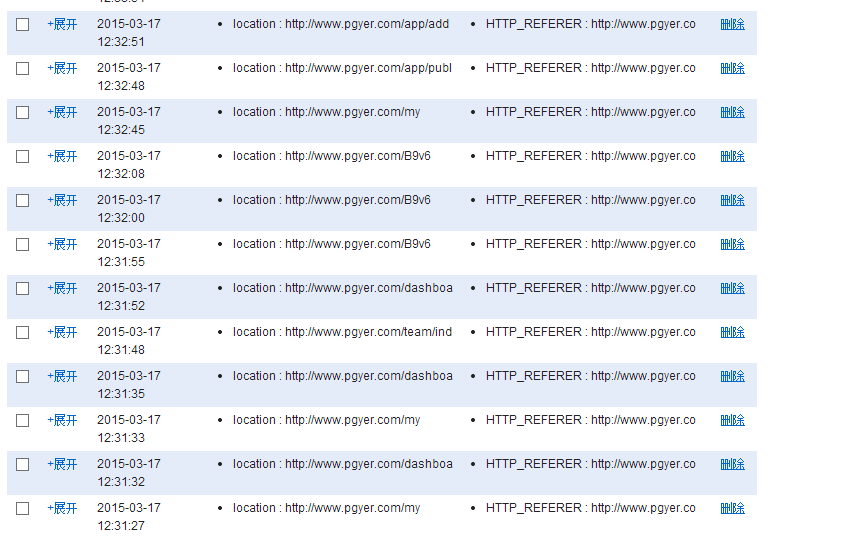 +展开 2015-03-17 • location : http://www.pgyer.com/app/add • HTTP_REFERER : http://www.pgyer.co 删除
12:32:51
+展开 2015-03-17 • location : http://www.pgyer.com/app/publ • HTTP_REFERER : http://www.pgyer.co 删除
12:32:48
+展开 2015-03-17 • location : http://www.pgyer.com/my • HTTP_REFERER : http://www.pgyer.co 删除
12:32:45
+展开 2015-03-17 • location : http://www.pgyer.com/B9v6 • HTTP_REFERER : http://www.pgyer.co 删除
12:32:08
+展开 2015-03-17 • location : http://www.pgyer.com/B9v6 • HTTP_REFERER : http://www.pgyer.co 删除
12:32:00
+展开 2015-03-17 • location : http://www.pgyer.com/B9v6 • HTTP_REFERER : http://www.pgyer.co 删除
12:31:55
+展开 2015-03-17 • location : http://www.pgyer.com/dashboa • HTTP_REFERER : http://www.pgyer.co 删除
12:31:52
+展开 2015-03-17 • location : http://www.pgyer.com/team/ind • HTTP_REFERER : http://www.pgyer.co 删除
12:31:48
+展开 2015-03-17 • location : http://www.pgyer.com/dashboa • HTTP_REFERER : http://www.pgyer.co 删除
12:31:35
+展开 2015-03-17 • location : http://www.pgyer.com/my • HTTP_REFERER : http://www.pgyer.co 删除
12:31:33
+展开 2015-03-17 • location : http://www.pgyer.com/dashboa • HTTP_REFERER : http://www.pgyer.co 删除
12:31:32
+展开 2015-03-17 • location : http://www.pgyer.com/my • HTTP_REFERER : http://www.pgyer.co 删除
12:31:27